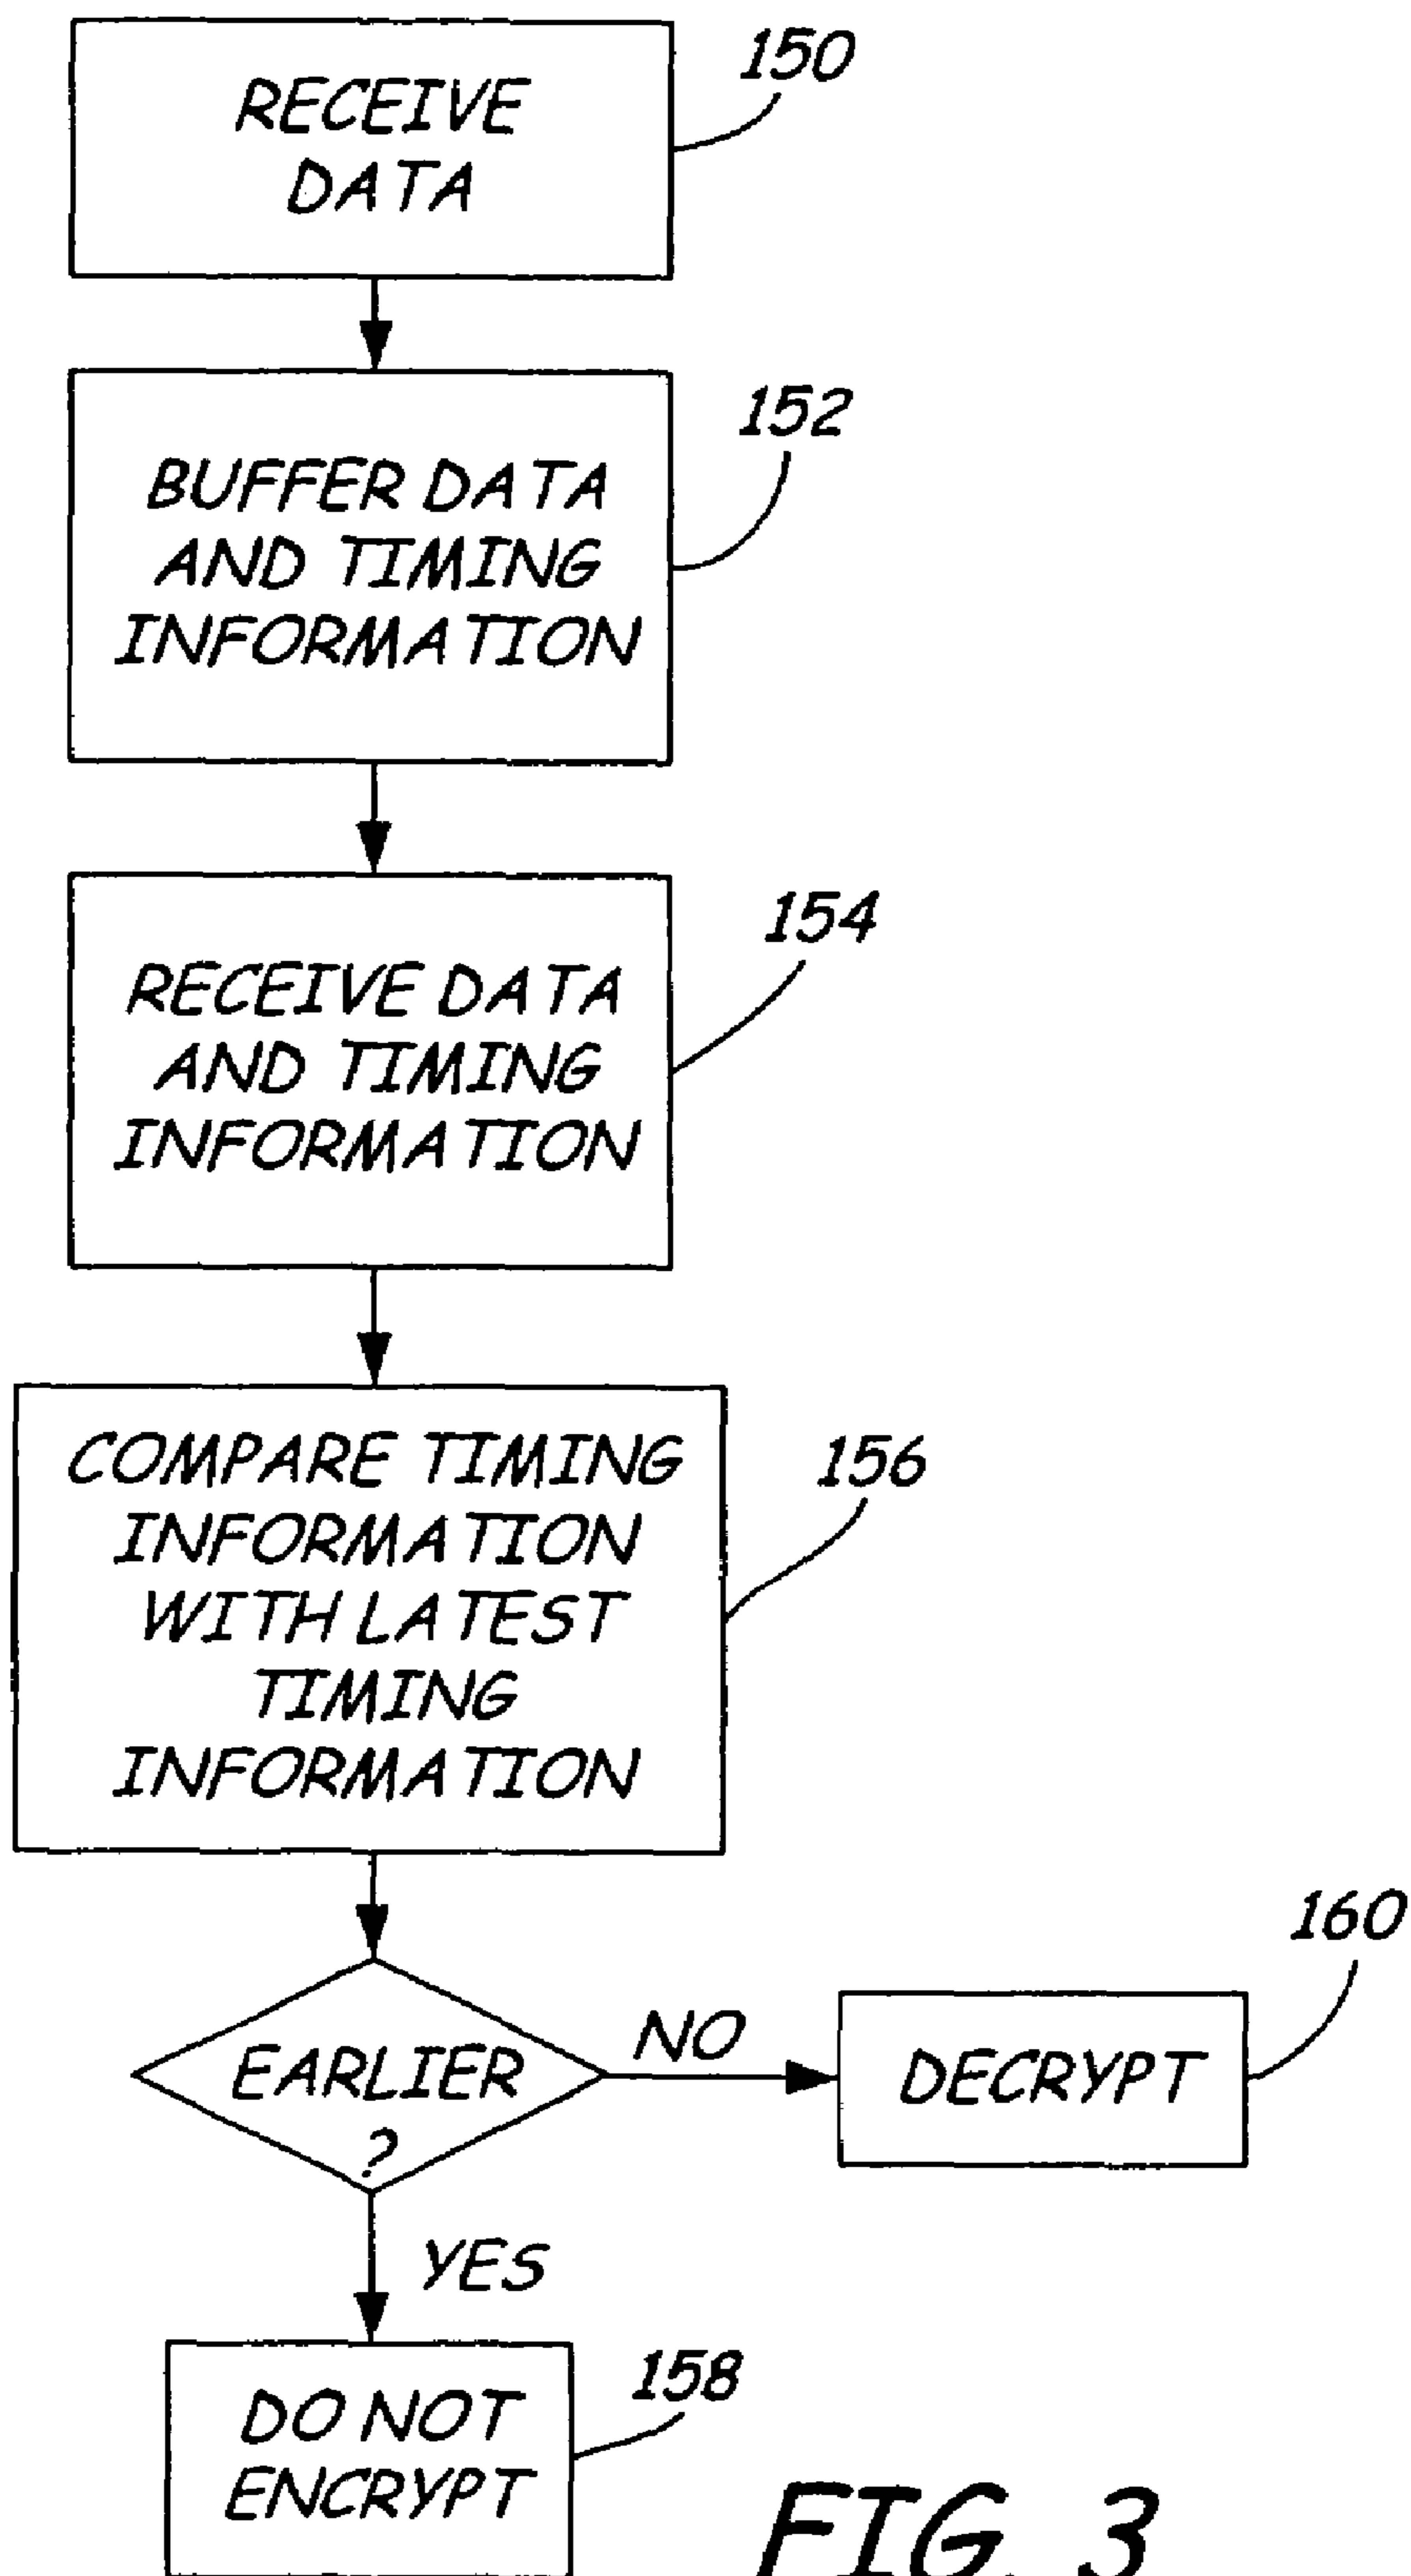 150
RECEIVE
DATA
152
BUFFER DATA
AND TIMING
INFORMATION
154
RECEIVE DATA
AND TIMING
INFORMATION
156
COMPARE TIMING
INFORMATION
WITH LATEST
TIMING
INFORMATION
160
EARLIER
?
NO
DECRYPT
YES
158
DO NOT
ENCRYPT
FIG. 3